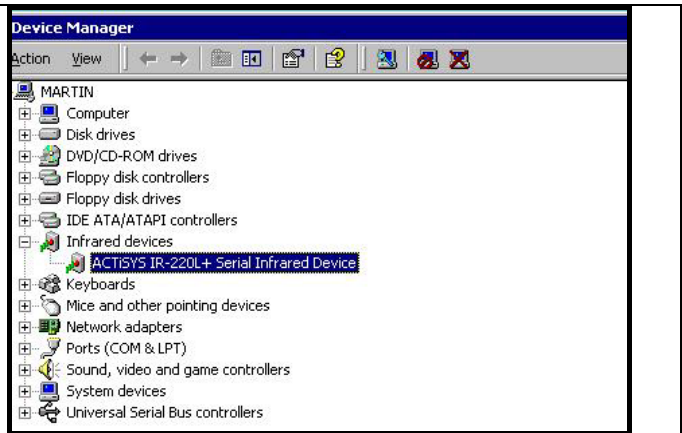 Device Manager
Action View
MARTIN
Computer
Disk drives
DVD/CD-ROM drives
Floppy disk controllers
Floppy disk drives
IDE ATA/ATAPI controllers
Infrared devices
ACTiSYS IR-220L+ Serial Infrared Device
Keyboards
Mice and other pointing devices
Network adapters
Ports (COM & LPT)
Sound, video and game controllers
System devices
Universal Serial Bus controllers